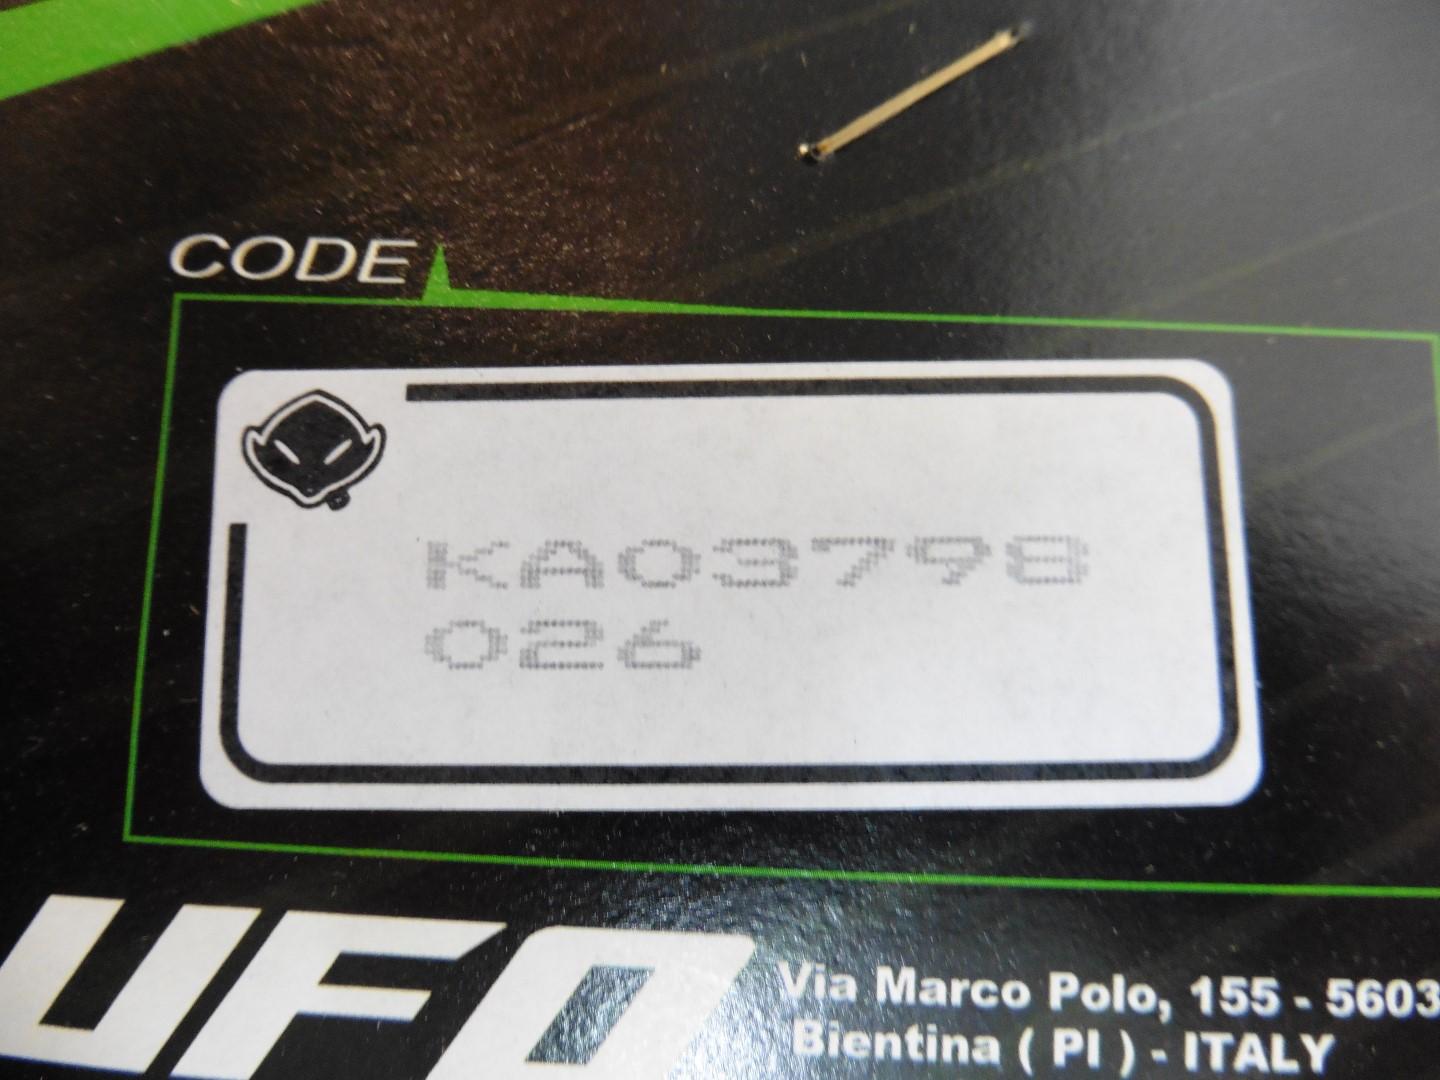 CODE
KA03798
026
UFO
Via Marco Polo, 155 - 5603
Bientina ( PI ) - ITALY